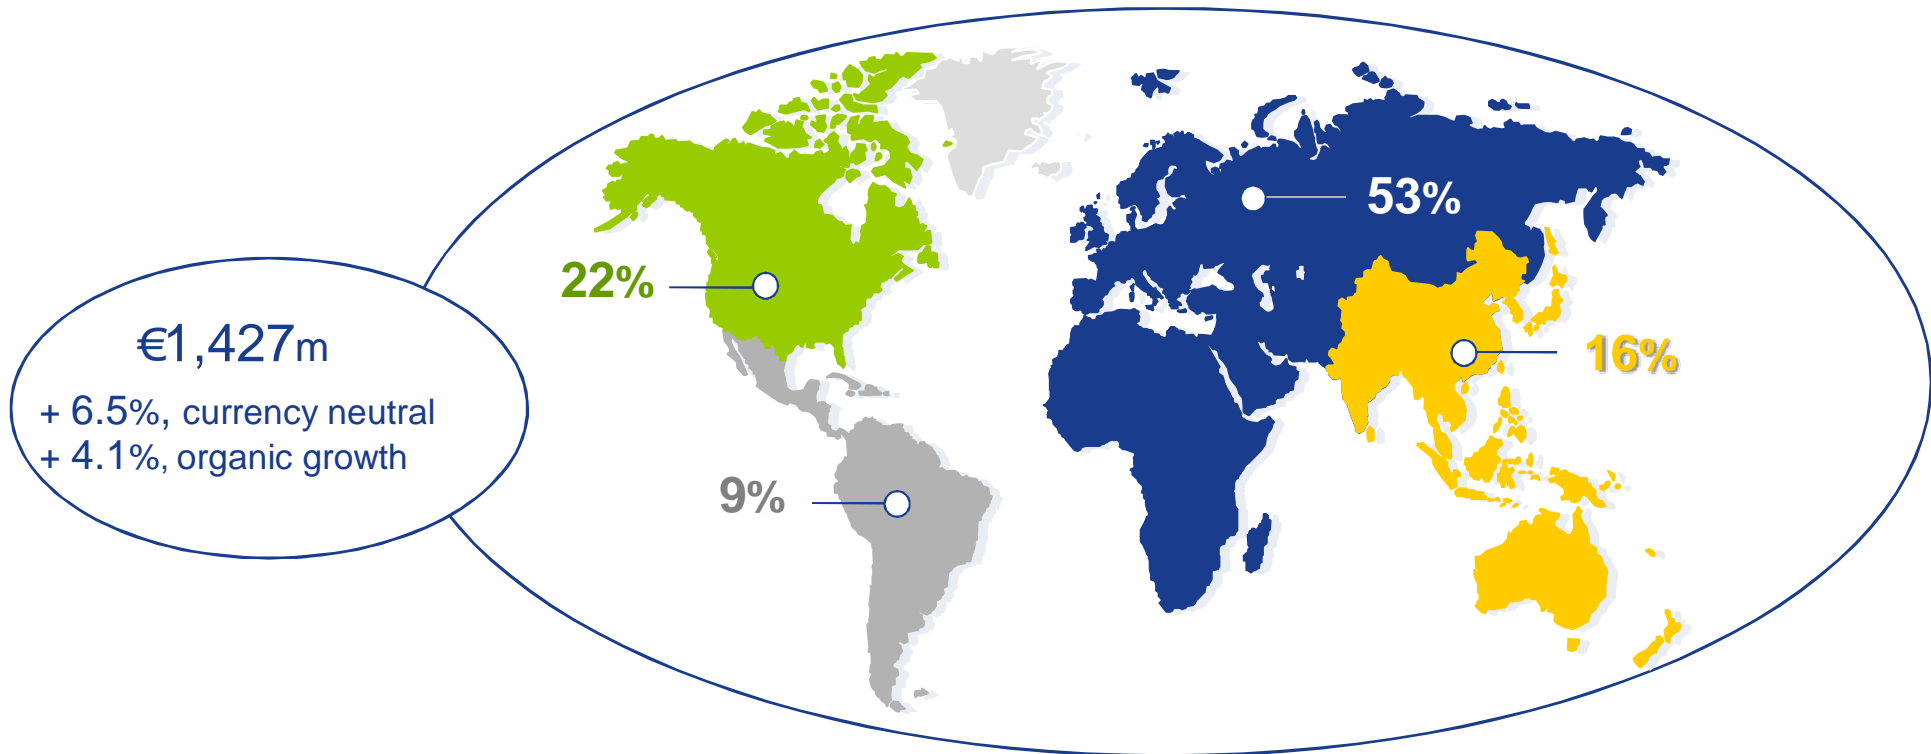 €1,427m
+ 6.5%, currency neutral
+ 4.1%, organic growth
22%
9%
53%
16%